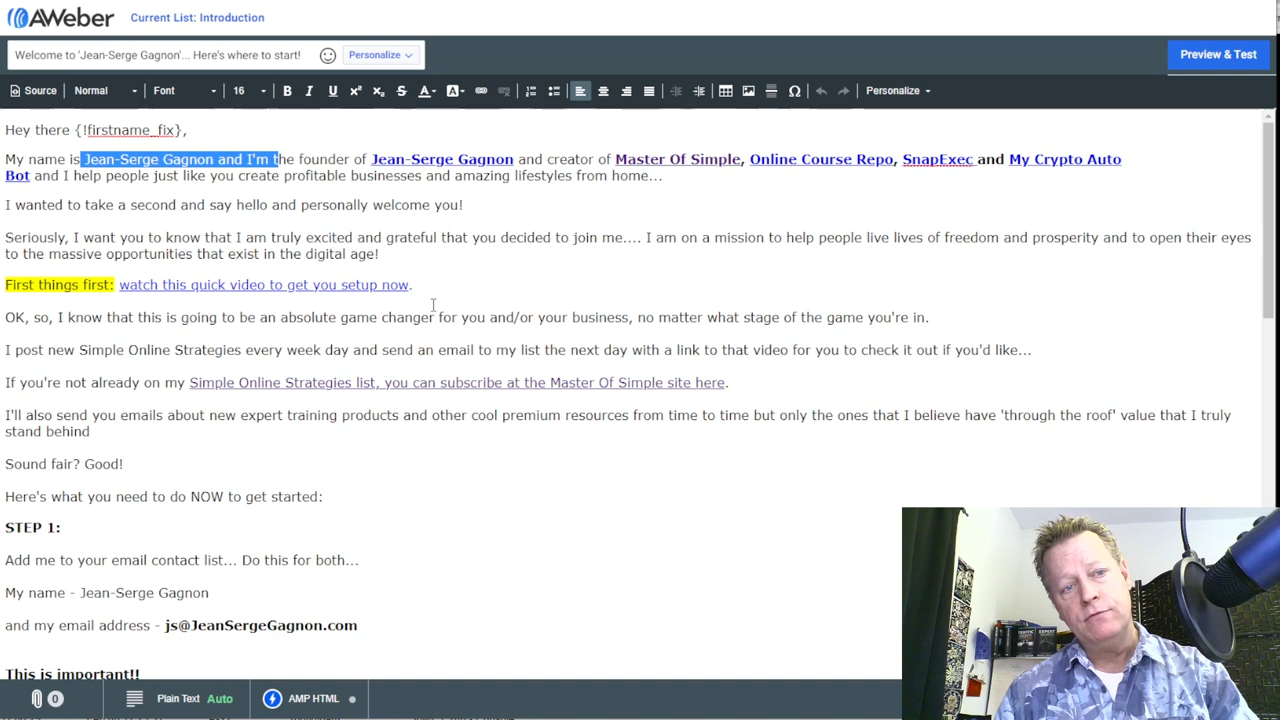 AWeber Current List: Introduction
Welcome to 'Jean-Serge Gagnon'... Here's where to start! Personalize
Preview & Test
Source Normal Font 16 B I U x² x₂ S A A Ω Personalize
Hey there {!firstname_fix},
My name is Jean-Serge Gagnon and I'm the founder of Jean-Serge Gagnon and creator of Master Of Simple, Online Course Repo, SnapExec and My Crypto Auto
Bot and I help people just like you create profitable businesses and amazing lifestyles from home...
I wanted to take a second and say hello and personally welcome you!
Seriously, I want you to know that I am truly excited and grateful that you decided to join me.... I am on a mission to help people live lives of freedom and prosperity and to open their eyes
to the massive opportunities that exist in the digital age!
First things first: watch this quick video to get you setup now.
OK, so, I know that this is going to be an absolute game changer for you and/or your business, no matter what stage of the game you're in.
I post new Simple Online Strategies every week day and send an email to my list the next day with a link to that video for you to check it out if you'd like...
If you're not already on my Simple Online Strategies list, you can subscribe at the Master Of Simple site here.
I'll also send you emails about new expert training products and other cool premium resources from time to time but only the ones that I believe have 'through the roof' value that I truly
stand behind
Sound fair? Good!
Here's what you need to do NOW to get started:
STEP 1:
Add me to your email contact list... Do this for both...
My name - Jean-Serge Gagnon
and my email address - js@JeanSergeGagnon.com
This is important!!
0 Plain Text Auto AMP HTML